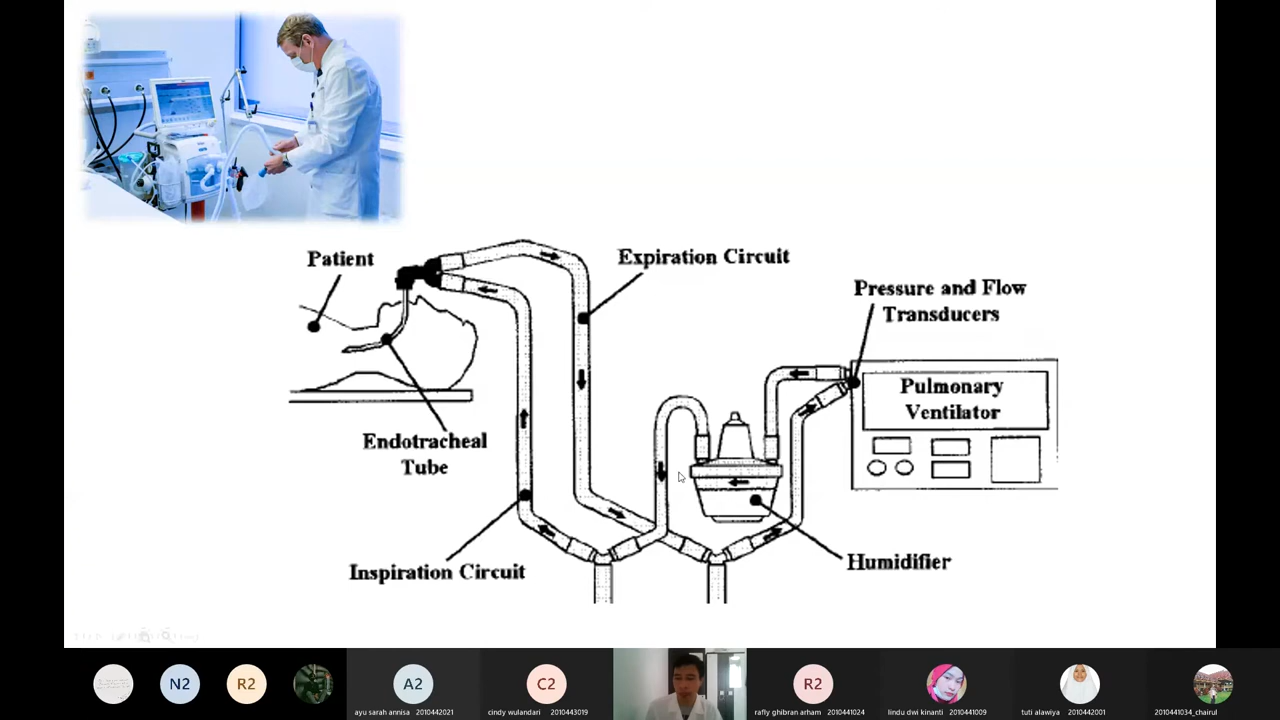 Patient
Expiration Circuit
Pressure and Flow
Transducers
Pulmonary
Ventilator
Endotracheal
Tube
Inspiration Circuit
Humidifier
N2
R2
A2
C2
R2
ayu sarah annisa 2010442021
cindy wulandari 2010443019
rafly ghibran arham 2010441024
lindu dwi kinanti 2010441009
tuti alawiya 2010442001
2010441034_chairul